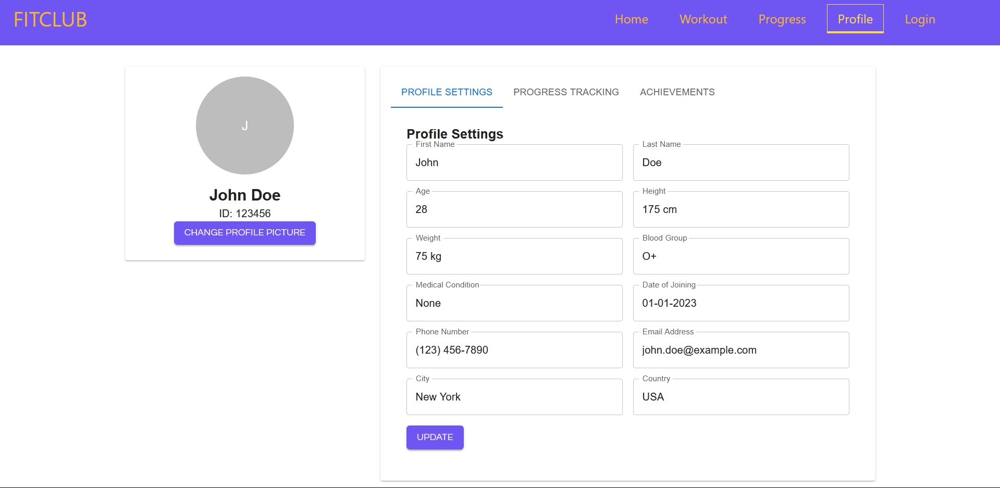 FITCLUB
Home Workout Progress Profile Login
J
John Doe
ID: 123456
CHANGE PROFILE PICTURE
PROFILE SETTINGS PROGRESS TRACKING ACHIEVEMENTS
Profile Settings
First Name
John
Last Name
Doe
Age
28
Height
175 cm
Weight
75 kg
Blood Group
O+
Medical Condition
None
Date of Joining
01-01-2023
Phone Number
(123) 456-7890
Email Address
john.doe@example.com
City
New York
Country
USA
UPDATE